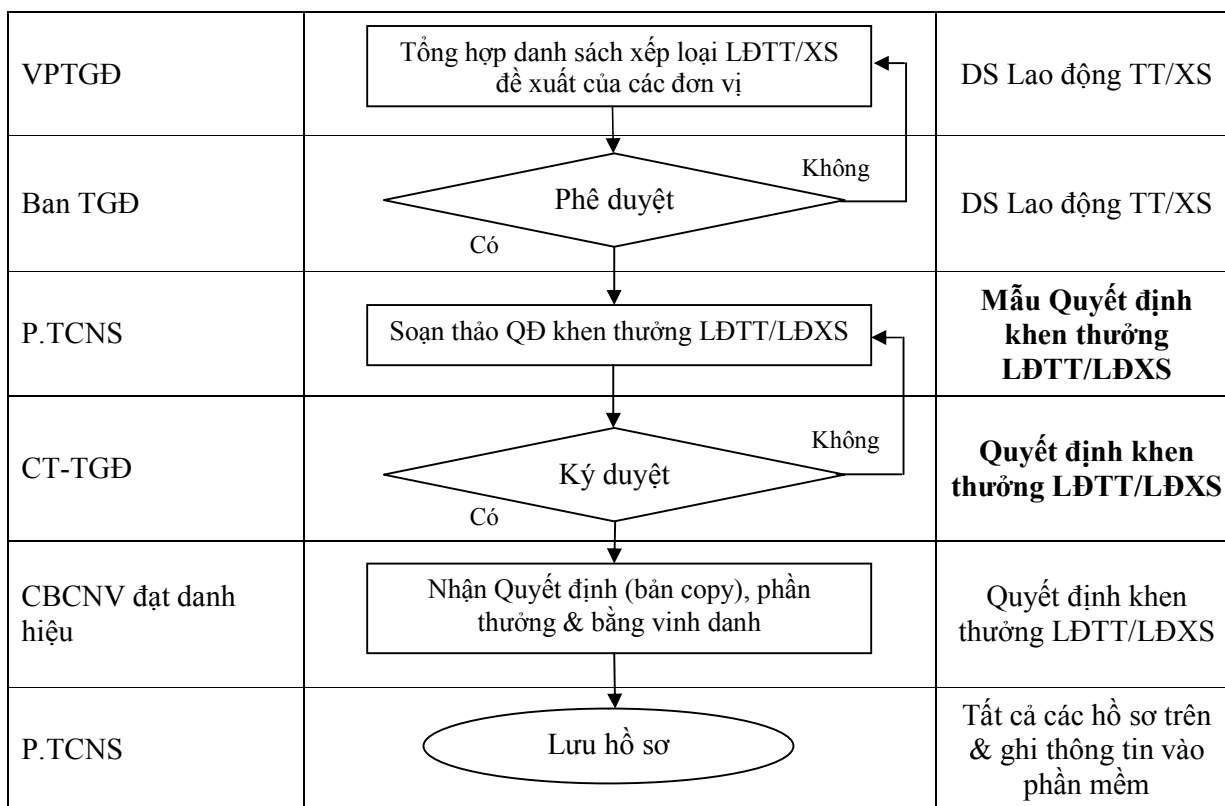 VPTGĐ
Tổng hợp danh sách xếp loại LĐTT/XS
đề xuất của các đơn vị
DS Lao động TT/XS
Ban TGĐ
Phê duyệt
Không
Có
DS Lao động TT/XS
P.TCNS
Soạn thảo QĐ khen thưởng LĐTT/LĐXS
Mẫu Quyết định
khen thưởng
LĐTT/LĐXS
CT-TGĐ
Ký duyệt
Không
Có
Quyết định khen
thưởng LĐTT/LĐXS
CBCNV đạt danh
hiệu
Nhận Quyết định (bản copy), phần
thưởng & bằng vinh danh
Quyết định khen
thưởng LĐTT/LĐXS
P.TCNS
Lưu hồ sơ
Tất cả các hồ sơ trên
& ghi thông tin vào
phần mềm